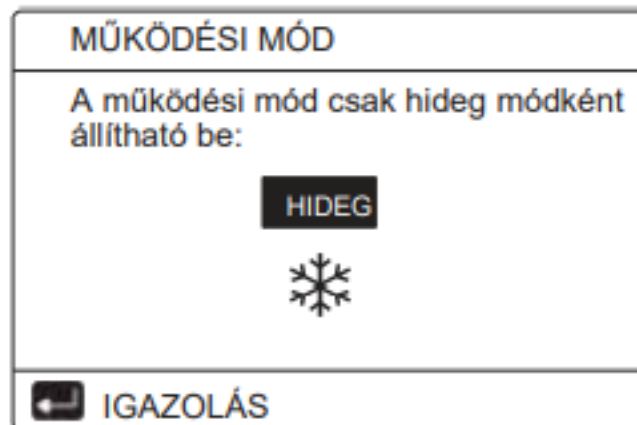 MŰKÖDÉSI MÓD
A működési mód csak hideg módként
állítható be:
HIDEG
IGAZOLÁS